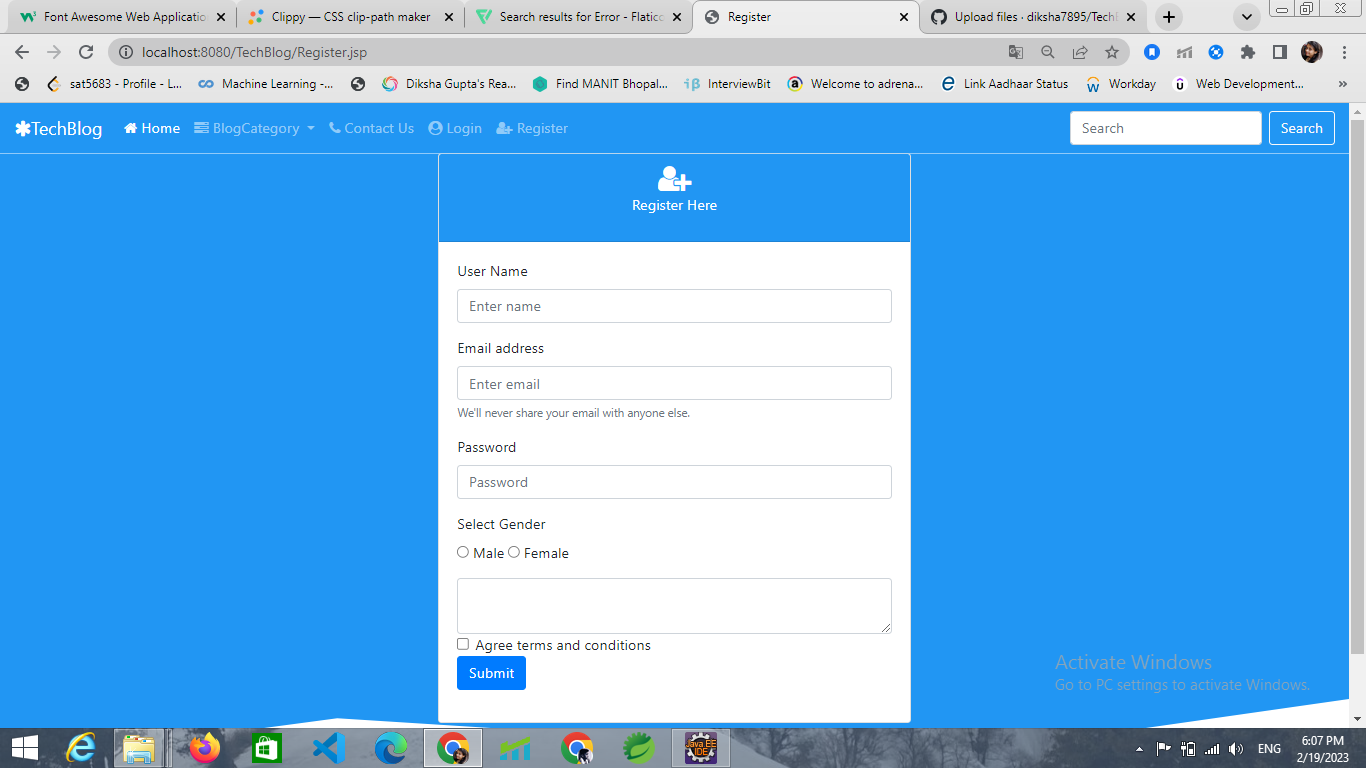 Font Awesome Web Applicatio
Clippy — CSS clip-path maker
Search results for Error - Flatico
Register
Upload files · diksha7895/TechB
localhost:8080/TechBlog/Register.jsp
sat5683 - Profile - L...
Machine Learning -...
Diksha Gupta's Rea...
Find MANIT Bhopal...
InterviewBit
Welcome to adrena...
Link Aadhaar Status
Workday
Web Development...
TechBlog
Home
BlogCategory
Contact Us
Login
Register
Search
Search
Register Here
User Name
Enter name
Email address
Enter email
We'll never share your email with anyone else.
Password
Password
Select Gender
Male Female
Agree terms and conditions
Submit
Activate Windows
Go to PC settings to activate Windows.
Java EE
IDE
ENG
6:07 PM
2/19/2023